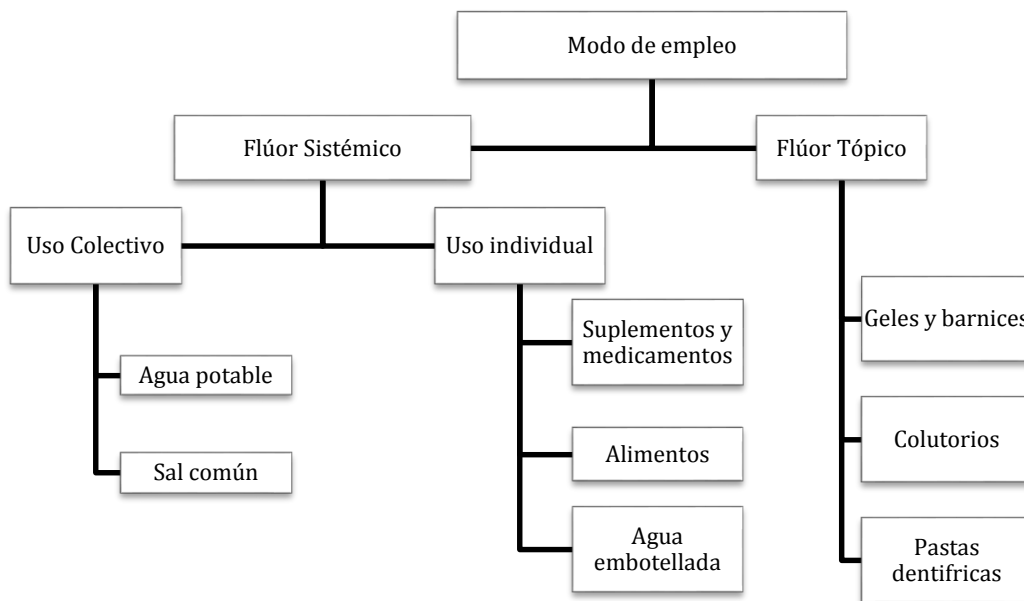 Modo de empleo
Flúor Sistémico
Flúor Tópico
Uso Colectivo
Uso individual
Agua potable
Sal común
Suplementos y
medicamentos
Alimentos
Agua
embotellada
Geles y barnices
Colutorios
Pastas
dentifricas